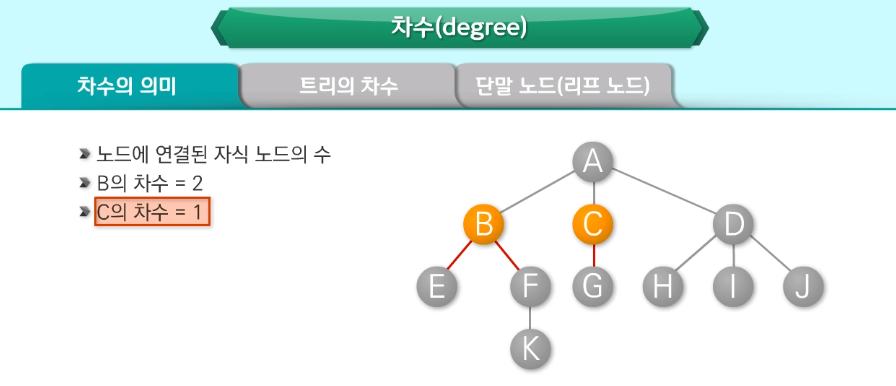 차수(degree)
차수의 의미
트리의 차수
단말 노드(리프 노드)
노드에 연결된 자식 노드의 수
B의 차수 = 2
C의 차수 = 1
A
B C D
E F G H I J
K